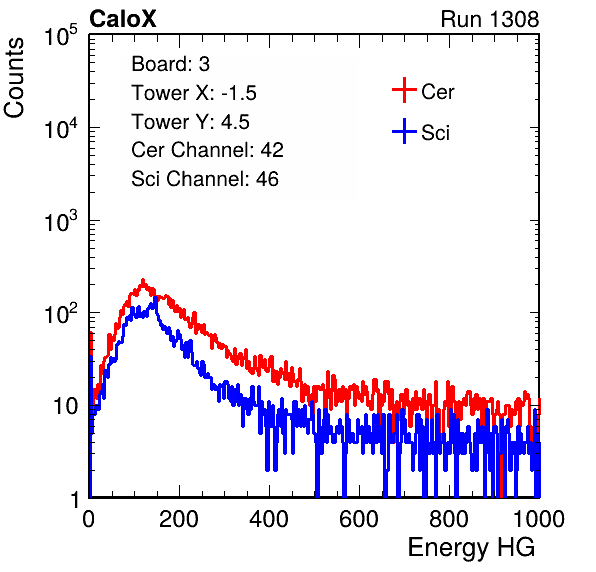 CaloX Run 1308
Counts
10^5
10^4
10^3
10^2
10
1
Board: 3
Tower X: -1.5
Tower Y: 4.5
Cer Channel: 42
Sci Channel: 46
Cer
Sci
0 200 400 600 800 1000
Energy HG